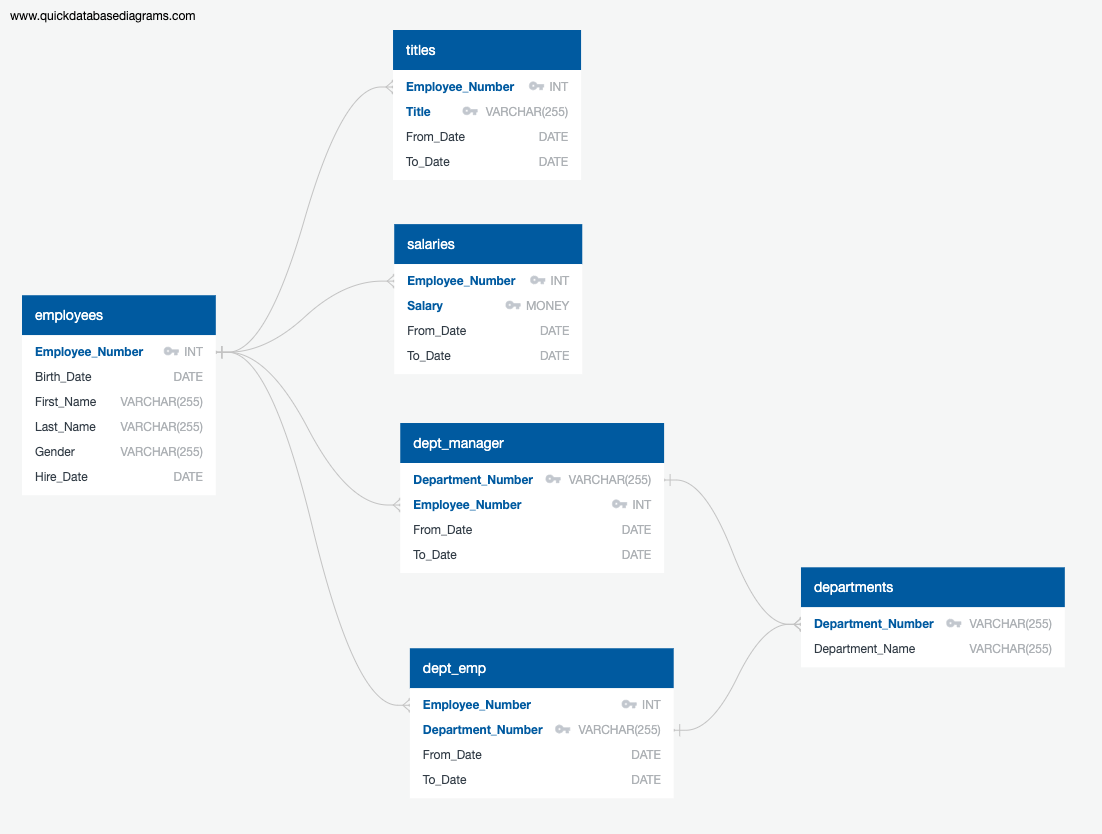 www.quickdatabasediagrams.com
titles
Employee_Number INT
Title VARCHAR(255)
From_Date DATE
To_Date DATE
salaries
Employee_Number INT
Salary MONEY
From_Date DATE
To_Date DATE
employees
Employee_Number INT
Birth_Date DATE
First_Name VARCHAR(255)
Last_Name VARCHAR(255)
Gender VARCHAR(255)
Hire_Date DATE
dept_manager
Department_Number VARCHAR(255)
Employee_Number INT
From_Date DATE
To_Date DATE
departments
Department_Number VARCHAR(255)
Department_Name VARCHAR(255)
dept_emp
Employee_Number INT
Department_Number VARCHAR(255)
From_Date DATE
To_Date DATE